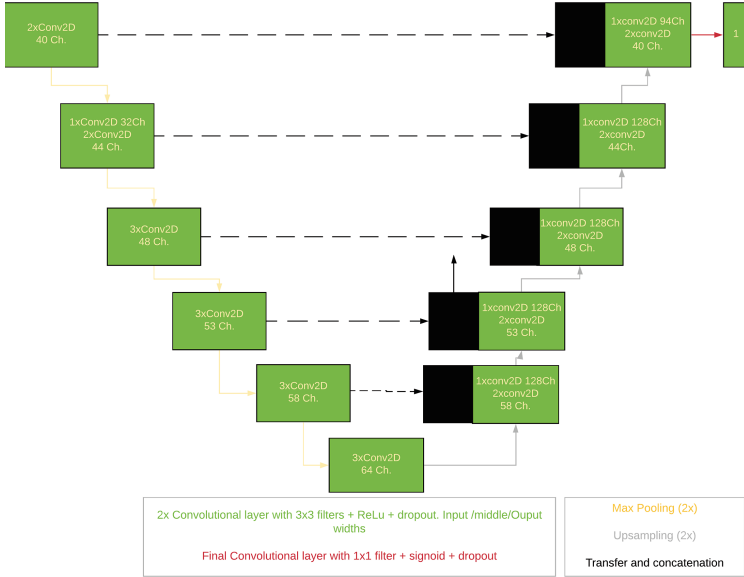 2xConv2D
40 Ch.
1xconv2D 94Ch
2xconv2D
40 Ch.
1
1xConv2D 32Ch
2xConv2D
44 Ch.
1xconv2D 128Ch
2xconv2D
44Ch.
3xConv2D
48 Ch.
1xconv2D 128Ch
2xconv2D
48 Ch.
3xConv2D
53 Ch.
1xconv2D 128Ch
2xconv2D
53 Ch.
3xConv2D
58 Ch.
1xconv2D 128Ch
2xconv2D
58 Ch.
3xConv2D
64 Ch.
2x Convolutional layer with 3x3 filters + ReLu + dropout. Input /middle/Ouput
widths
Final Convolutional layer with 1x1 filter + signoid + dropout
Max Pooling (2x)
Upsampling (2x)
Transfer and concatenation